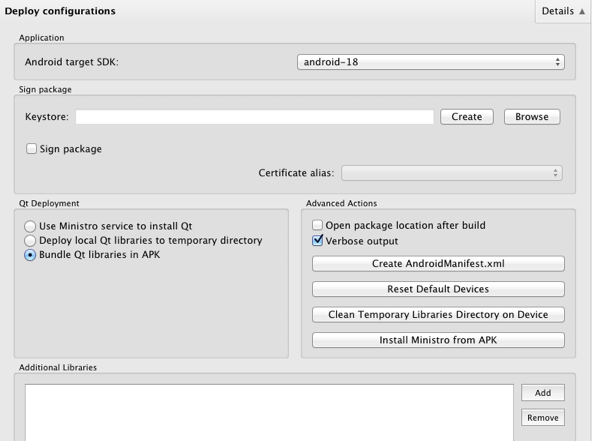 Deploy configurations
Details ▲
Application
Android target SDK:
android-18
Sign package
Keystore:
Create
Browse
Sign package
Certificate alias:
Qt Deployment
Use Ministro service to install Qt
Deploy local Qt libraries to temporary directory
Bundle Qt libraries in APK
Advanced Actions
Open package location after build
Verbose output
Create AndroidManifest.xml
Reset Default Devices
Clean Temporary Libraries Directory on Device
Install Ministro from APK
Additional Libraries
Add
Remove